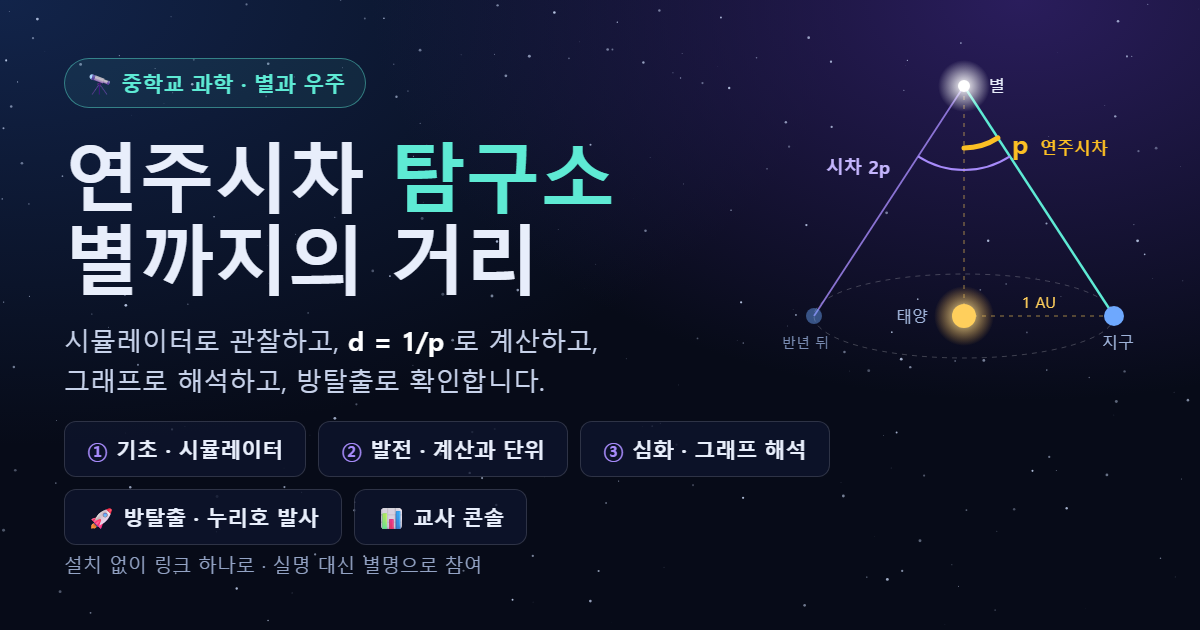 중학교 과학 · 별과 우주
연주시차 탐구소
별까지의 거리
시뮬레이터로 관찰하고, d = 1/p 로 계산하고,
그래프로 해석하고, 방탈출로 확인합니다.
① 기초 · 시뮬레이터
② 발전 · 계산과 단위
③ 심화 · 그래프 해석
방탈출 · 누리호 발사
교사 콘솔
설치 없이 링크 하나로 · 실명 대신 별명으로 참여
별
p 연주시차
시차 2p
1 AU
태양
반년 뒤
지구